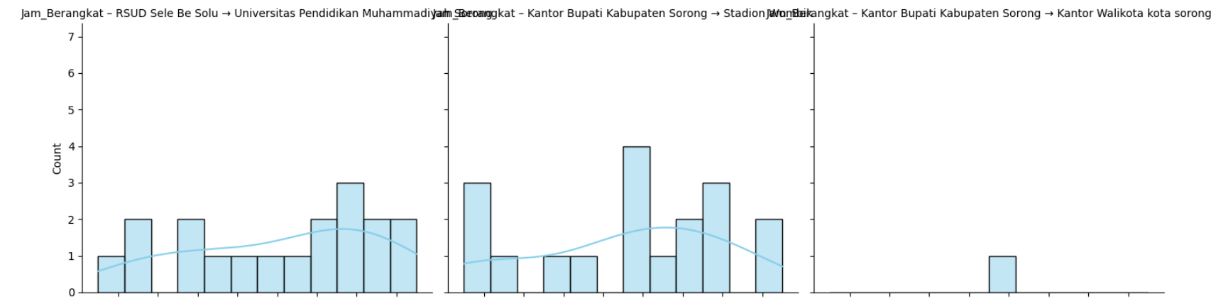 Jam_Berangkat – RSUD Sele Be Solu → Universitas Pendidikan Muhammadiyah Sorong
Jam_Berangkat – Kantor Bupati Kabupaten Sorong → Stadion Wombik
Jam_Berangkat – Kantor Bupati Kabupaten Sorong → Kantor Walikota kota sorong
7
6
5
4
3
2
1
0
Count